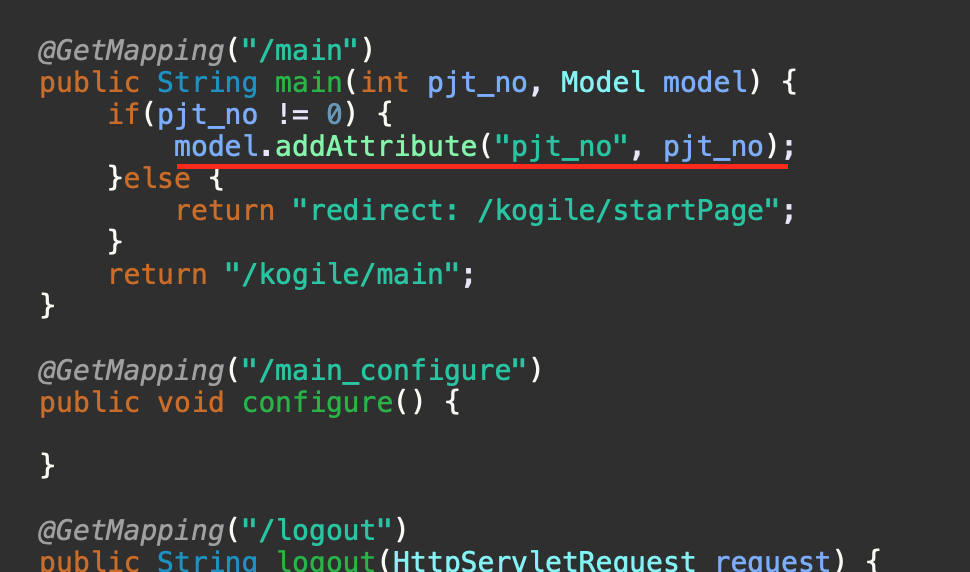 @GetMapping("/main")
public String main(int pjt_no, Model model) {
if(pjt_no != 0) {
model.addAttribute("pjt_no", pjt_no);
}else {
return "redirect: /kogile/startPage";
}
return "/kogile/main";
}
@GetMapping("/main_configure")
public void configure() {
}
@GetMapping("/logout")
public String logout(HttpServletRequest request) {